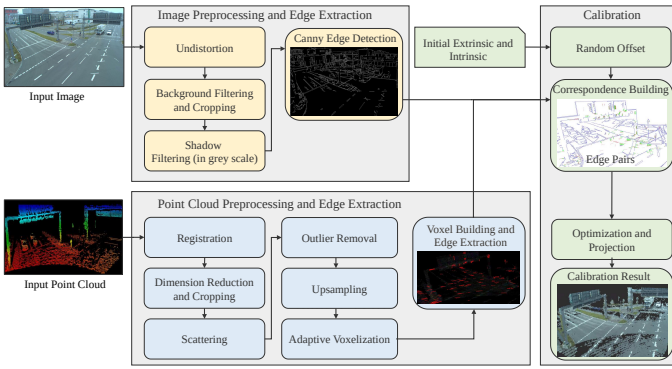 Image Preprocessing and Edge Extraction
Undistortion
Background Filtering
and Cropping
Shadow
Filtering (in grey scale)
Canny Edge Detection
Input Image
Initial Extrinsic and
Intrinsic
Calibration
Random Offset
Correspondence Building
Edge Pairs
Optimization and
Projection
Calibration Result
Point Cloud Preprocessing and Edge Extraction
Registration
Dimension Reduction
and Cropping
Scattering
Outlier Removal
Upsampling
Adaptive Voxelization
Voxel Building and
Edge Extraction
Input Point Cloud